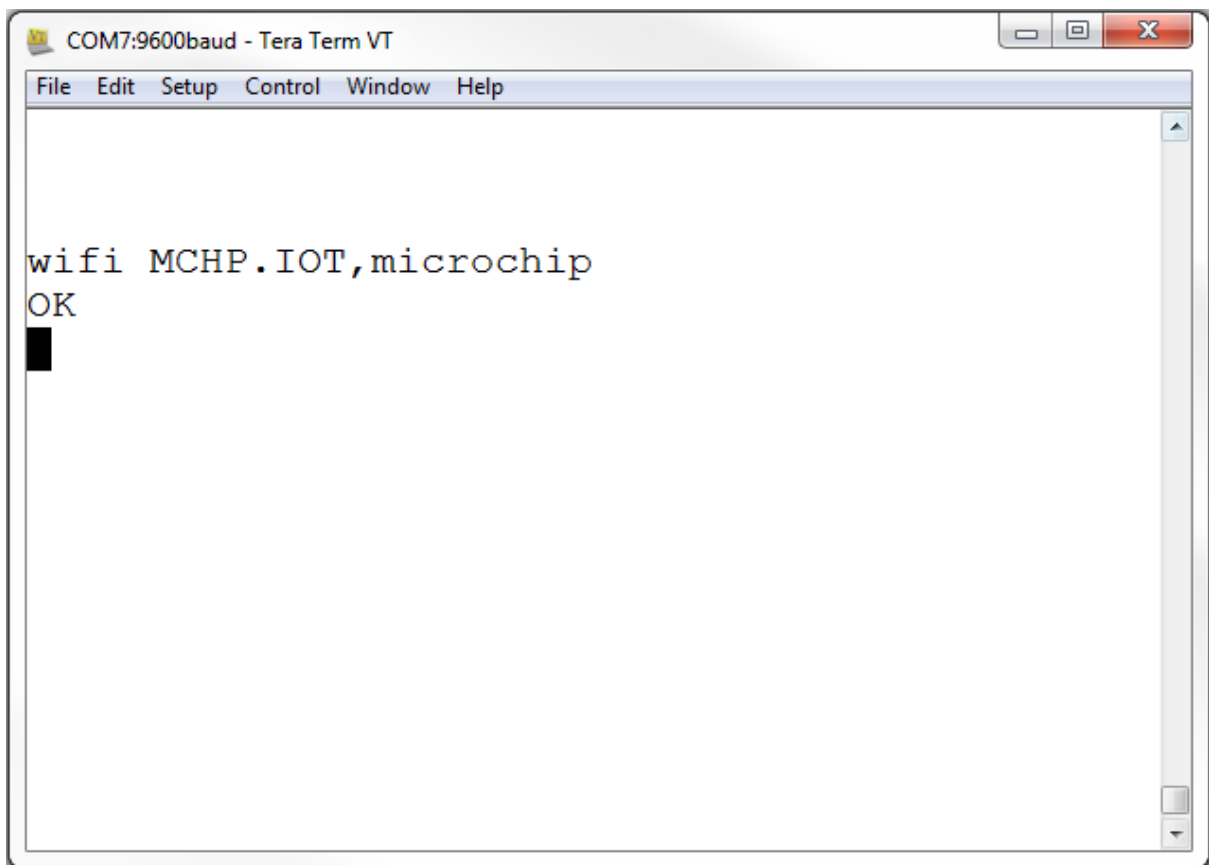 COM7:9600baud - Tera Term VT
File Edit Setup Control Window Help
wifi MCHP.IOT,microchip
OK